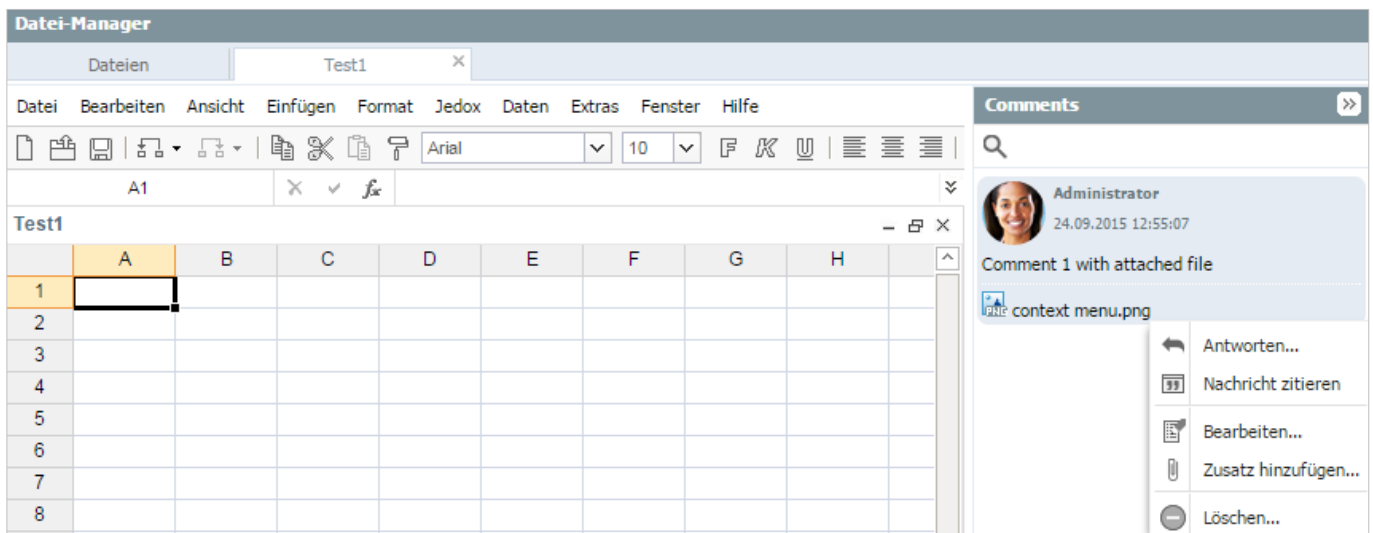 Datei-Manager
Dateien Test1
Datei Bearbeiten Ansicht Einfügen Format Jedox Daten Extras Fenster Hilfe
Arial 10 F K U
A1 fx
Test1
A B C D E F G H
1
2
3
4
5
6
7
8
Comments
Administrator
24.09.2015 12:55:07
Comment 1 with attached file
PNG context menu.png
Antworten...
Nachricht zitieren
Bearbeiten...
Zusatz hinzufügen...
Löschen...